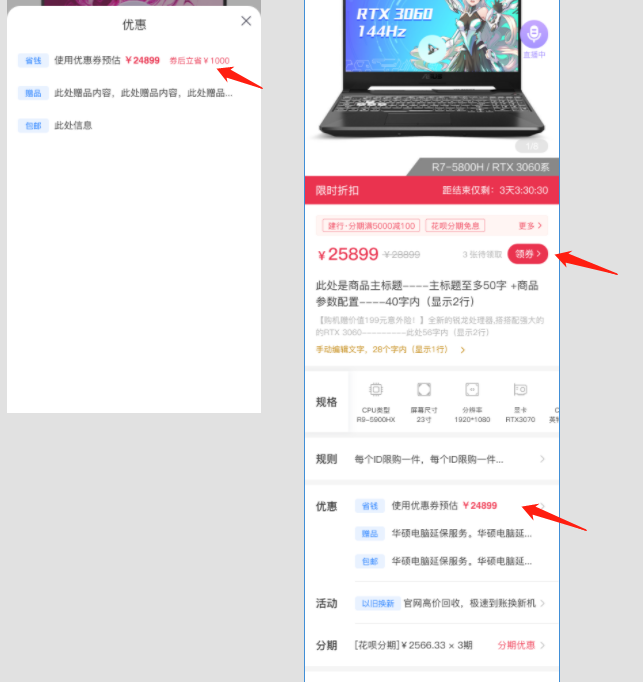 优惠
省钱 使用优惠券预估 ￥24899 券后立省￥1000
赠品 此处赠品内容，此处赠品内容，此处赠品...
包邮 此处信息
RTX 3060
144Hz
直播中
1/8
R7-5800H / RTX 3060系
限时折扣 距结束仅剩：3天3:30:30
建行-分期满5000减100 花呗分期免息 更多
￥25899 ￥28899 3 张待领取 领券
此处是商品主标题----主标题至多50字 +商品
参数配置----40字内（显示2行）
【购机赠价值199元意外险！】全新的锐龙处理器,搭搭配强大的
的RTX 3060---------此处56字内（显示2行）
手动编辑文字，28个字内（显示1行）
规格
CPU类型 屏幕尺寸 分辨率 显卡
R9-5900HX 23寸 1920*1080 RTX3070
规则 每个ID限购一件，每个ID限购一件...
优惠 省钱 使用优惠券预估 ￥24899
赠品 华硕电脑延保服务。华硕电脑延...
包邮 华硕电脑延保服务。华硕电脑延...
活动 以旧换新 官网高价回收，极速到账换新机
分期 [花呗分期]￥2566.33 × 3期 分期优惠